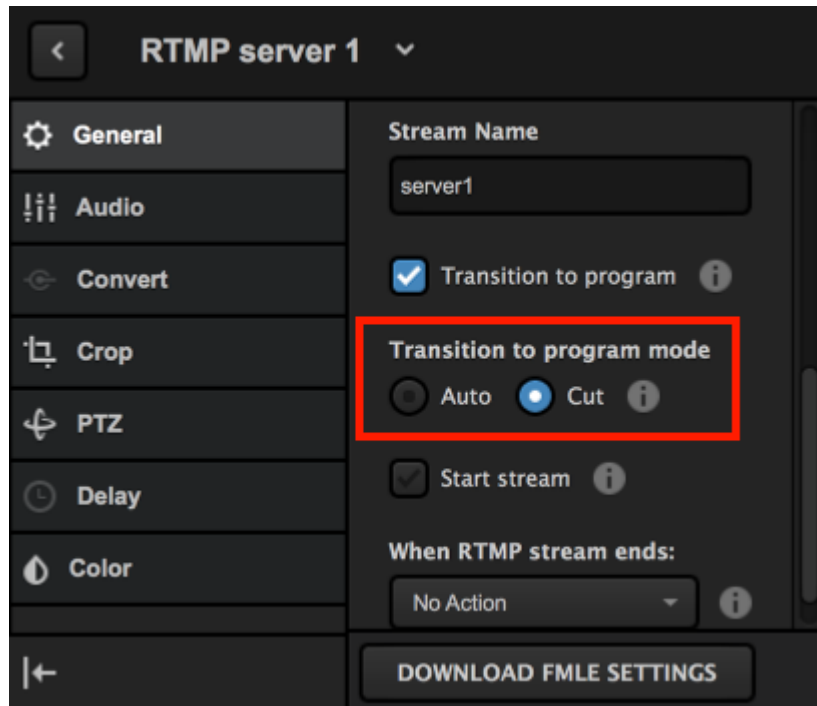 RTMP server 1
General
Audio
Convert
Crop
PTZ
Delay
Color
Stream Name
server1
Transition to program
Transition to program mode
Auto Cut
Start stream
When RTMP stream ends:
No Action
DOWNLOAD FMLE SETTINGS